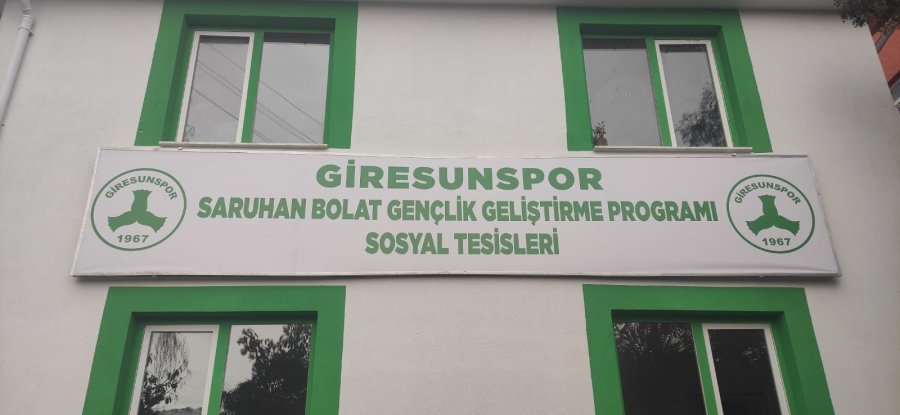 GİRESUNSPOR
SARUHAN BOLAT GENÇLİK GELİŞTİRME PROGRAMI
SOSYAL TESİSLERİ
GİRESUNSPOR
1967
GİRESUNSPOR
1967